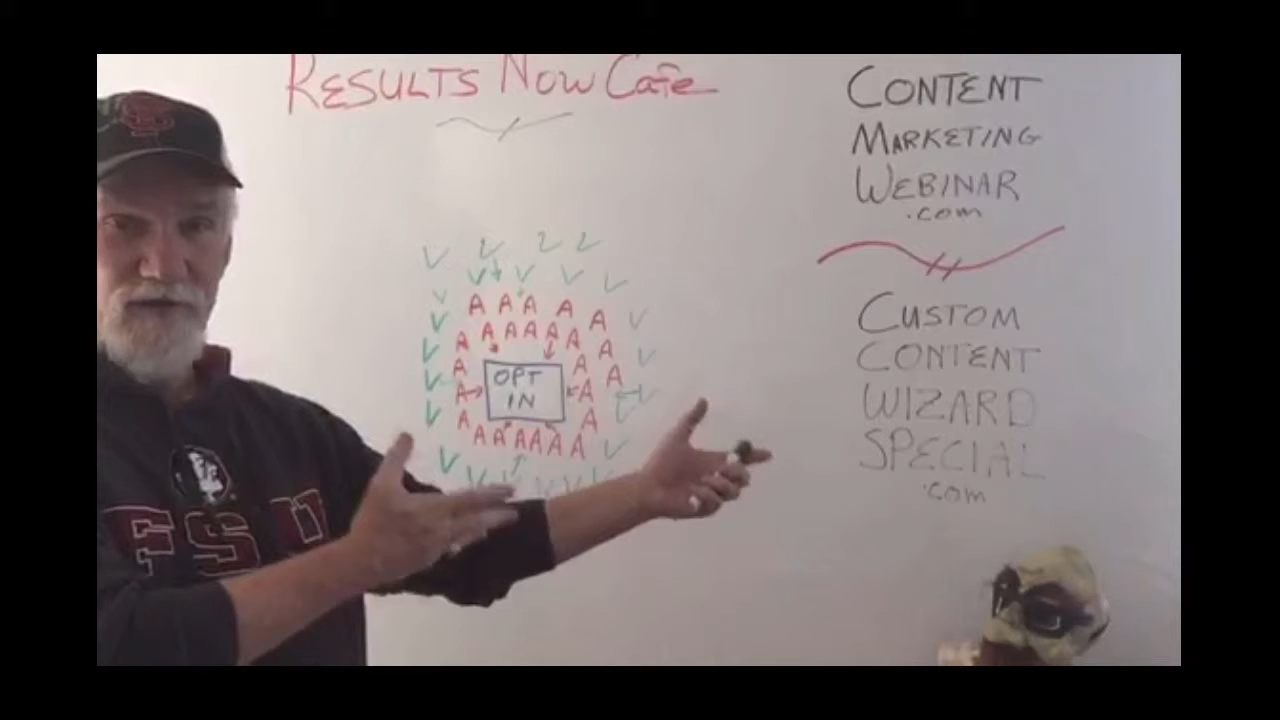 RESULTS NOW Cafe
CONTENT
MARKETING
WEBINAR
.com
CUSTOM
CONTENT
WIZARD
SPECIAL
.com
V V V V
V V V V
V A A A A A V
V A A A A A A V
V A A A V
V A OPT A A V
V A IN A V
V A A V
A A A A A A A V
V V V V V V
FSU